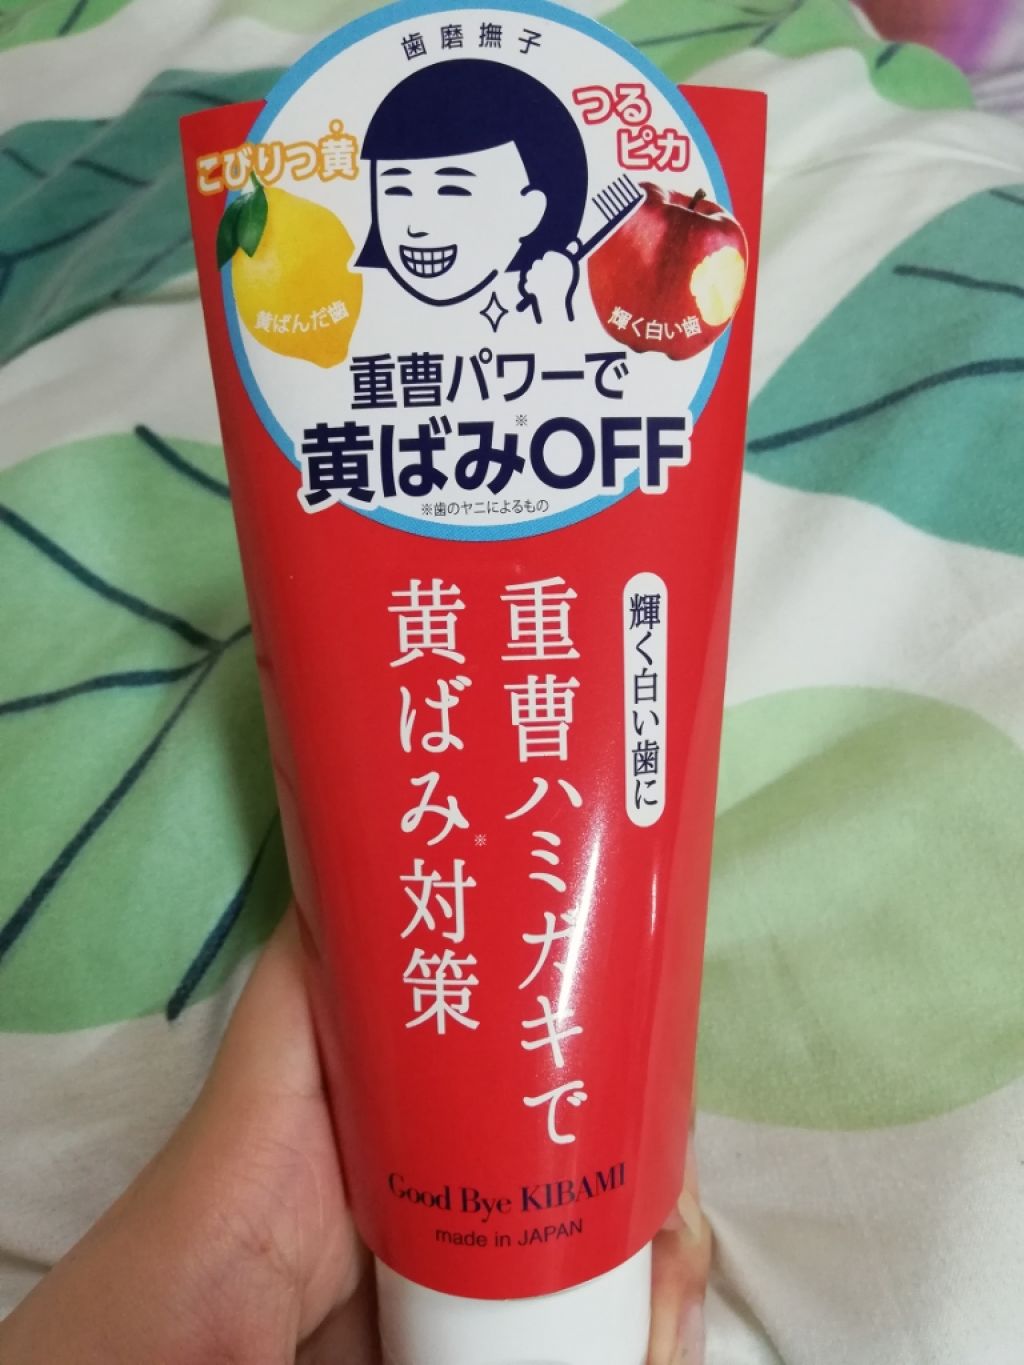 歯磨撫子
こびりつ黄
つる
ピカ
黄ばんだ歯
輝く白い歯
重曹パワーで
黄ばみ※OFF
※歯のヤニによるもの
輝く白い歯に
重曹ハミガキで
黄ばみ※対策
Good Bye KIBAMI
made in JAPAN